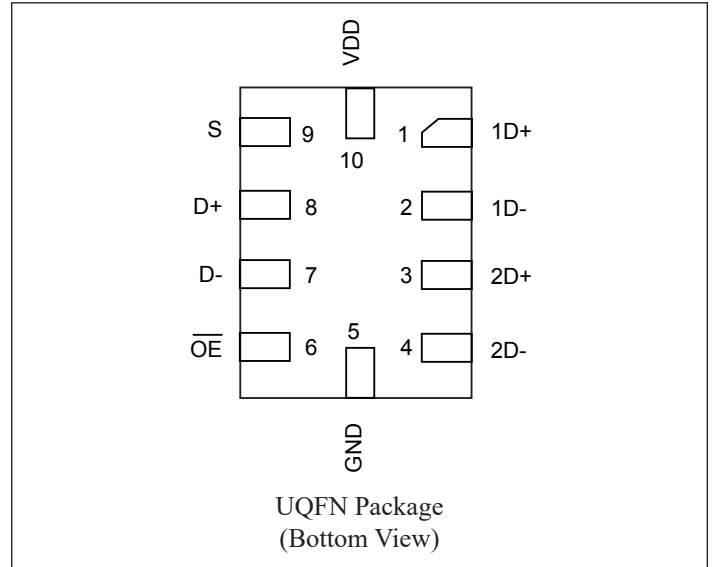 VDD
S 9 10 1 1D+
D+ 8 2 1D-
D- 7 3 2D+
OE 6 5 4 2D-
GND
UQFN Package
(Bottom View)